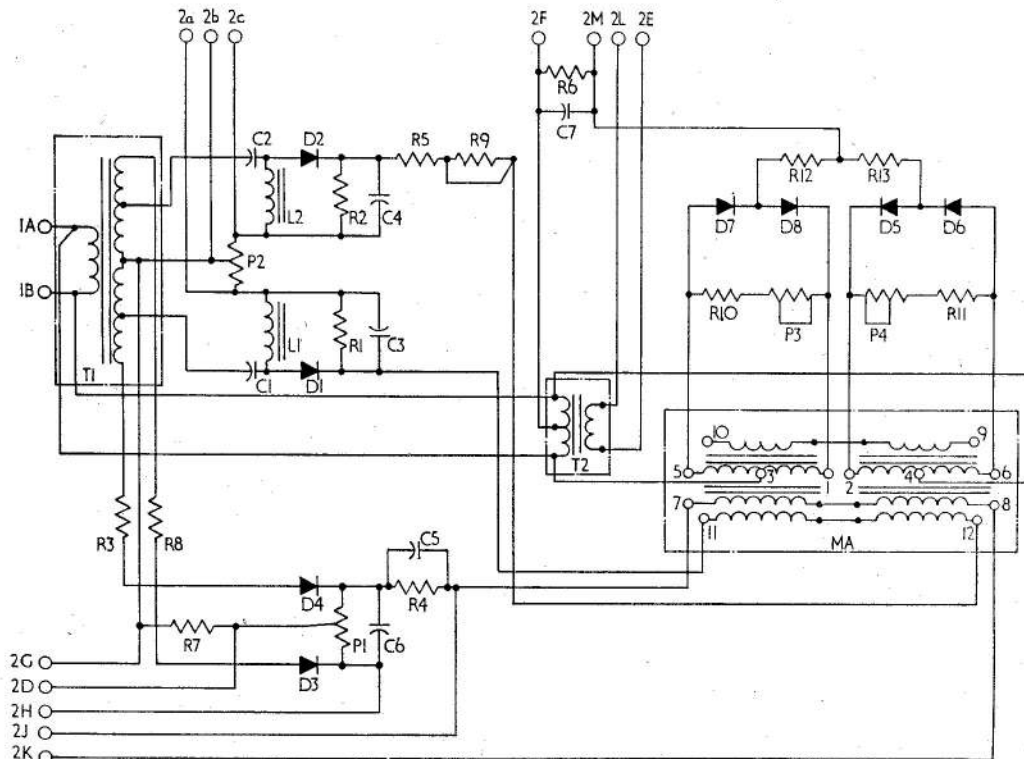 2a 2b 2c 2F 2M 2L 2E
R6
C7
C2 D2 R5 R9
R12 R13
L2 R2 C4
D7 D8 D5 D6
1A
P2
1B
R10 P3 P4 R11
L1 R1 C3
T1 C1 D1
10 9
T2 5 3 1 2 4 6
7 8
11 12
MA
R3 R8 C5
D4 R4
R7 P1 C6
2G D3
2D
2H
2J
2K